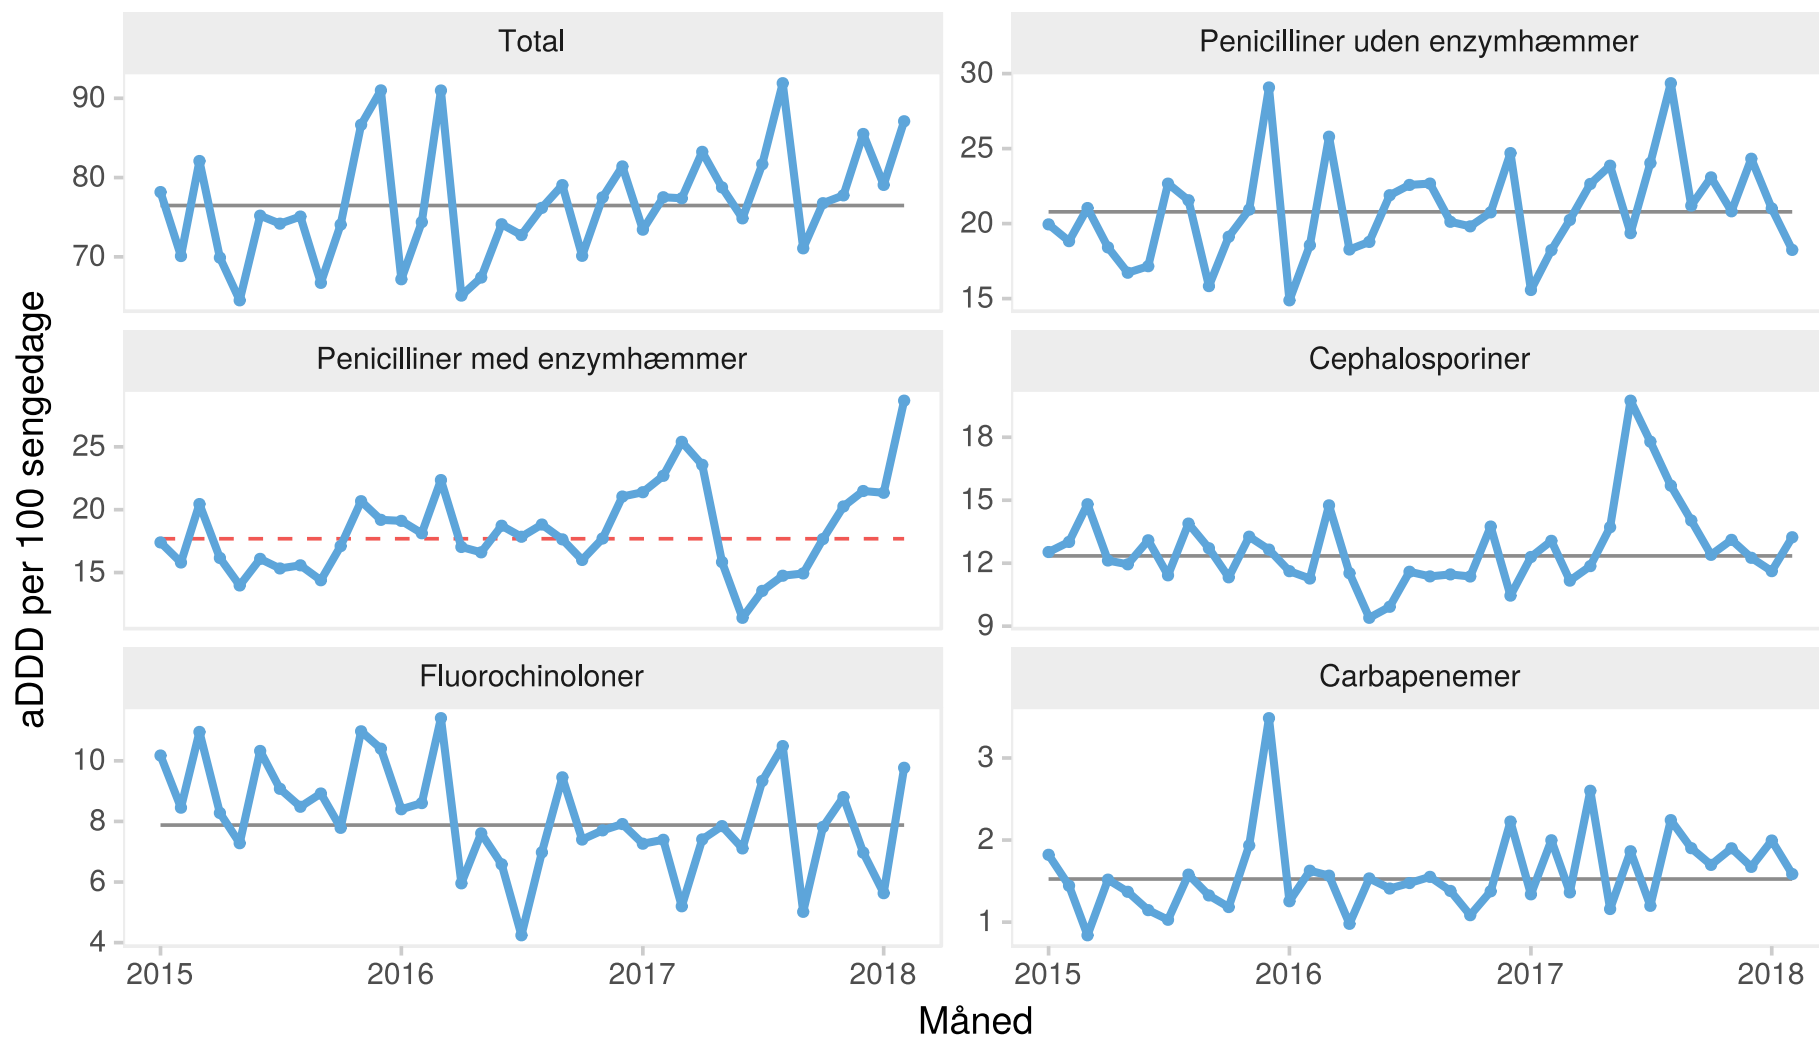 Total
Penicilliner uden enzymhæmmer
90
80
70
30
25
20
15
Penicilliner med enzymhæmmer
Cephalosporiner
25
20
15
18
15
12
9
Fluorochinoloner
Carbapenemer
10
8
6
4
3
2
1
2015 2016 2017 2018
2015 2016 2017 2018
aDDD per 100 sengedage
Måned